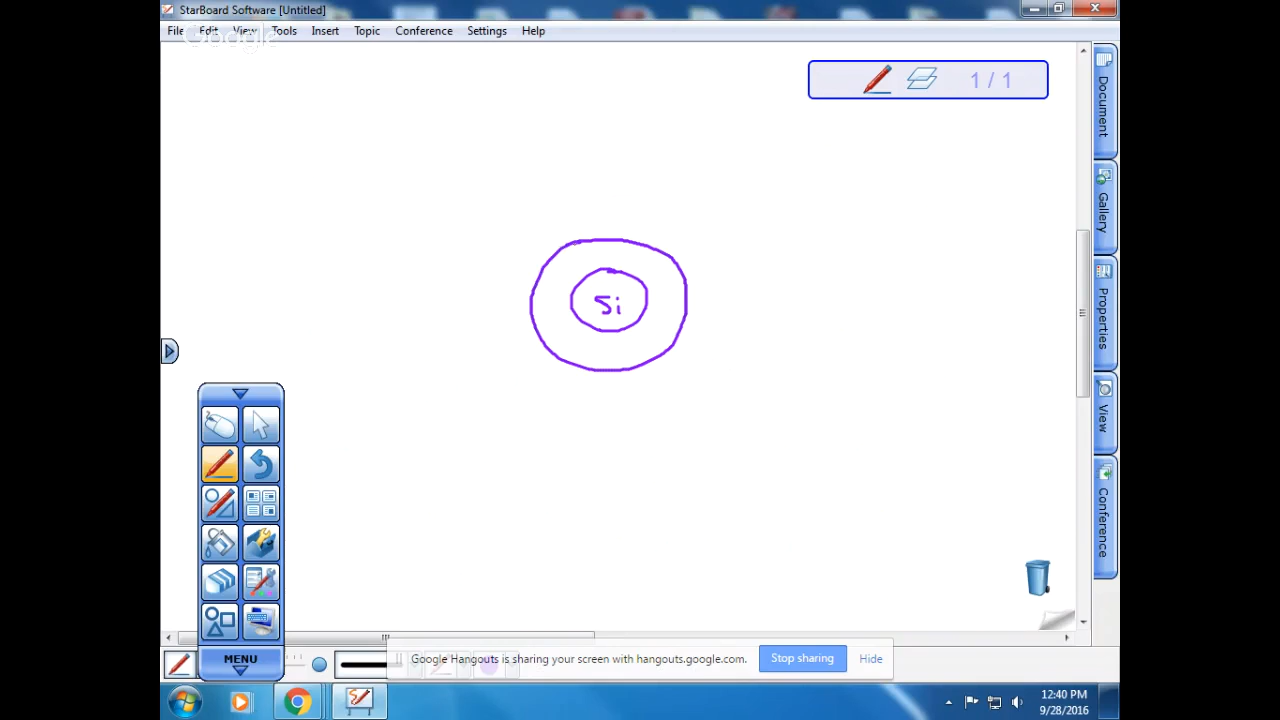 StarBoard Software [Untitled]
File Edit View Tools Insert Topic Conference Settings Help
Google
1 / 1
Document
Gallery
Properties
View
Conference
Si
MENU
Google Hangouts is sharing your screen with hangouts.google.com. Stop sharing Hide
12:40 PM
9/28/2016